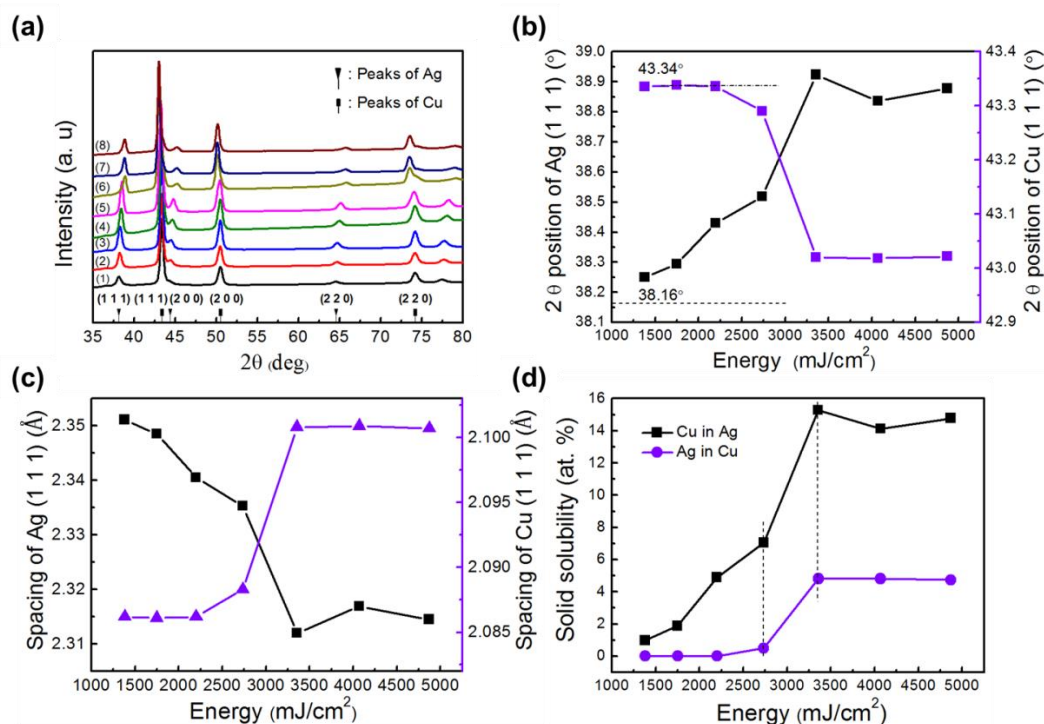 (a)
: Peaks of Ag
: Peaks of Cu
(8)
(7)
(6)
(5)
(4)
(3)
(2)
(1)
(1 1 1) (1 1 1) (2 0 0) (2 0 0) (2 2 0) (2 2 0)
35 40 45 50 55 60 65 70 75 80
2θ (deg)
Intensity (a. u)
(b)
39.0
38.9
38.8
38.7
38.6
38.5
38.4
38.3
38.2
38.1
43.34°
38.16°
43.4
43.3
43.2
43.1
43.0
42.9
1000 1500 2000 2500 3000 3500 4000 4500 5000
Energy (mJ/cm²)
2 θ position of Ag (1 1 1) (°)
2 θ position of Cu (1 1 1) (°)
(c)
2.35
2.34
2.33
2.32
2.31
2.100
2.095
2.090
2.085
1000 1500 2000 2500 3000 3500 4000 4500 5000
Energy (mJ/cm²)
Spacing of Ag (1 1 1) (Å)
Spacing of Cu (1 1 1) (Å)
(d)
16
14
12
10
8
6
4
2
0
Cu in Ag
Ag in Cu
1000 1500 2000 2500 3000 3500 4000 4500 5000
Energy (mJ/cm²)
Solid solubility (at. %)